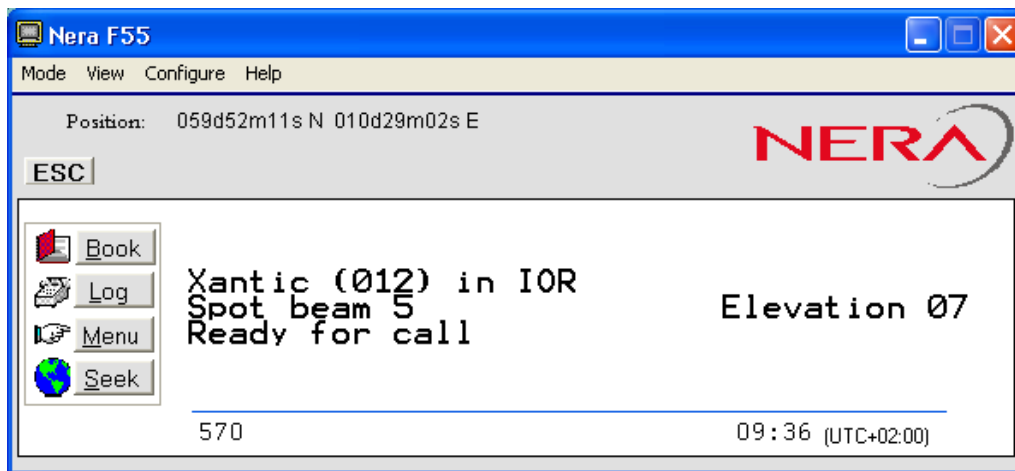 Nera F55
Mode View Configure Help
Position: 059d52m11s N 010d29m02s E
NERA
ESC
Book
Log
Menu
Seek
Xantic (012) in IOR
Spot beam 5
Ready for call
Elevation 07
570
09:36 (UTC+02:00)